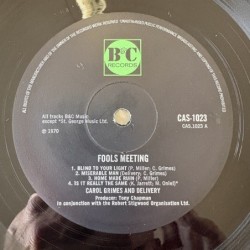 B&C
RECORDS
All tracks B&C Music
except *St. George Music Ltd.
℗ 1970
CAS-1023
CAS.1023 A
FOOLS MEETING
1. BLIND TO YOUR LIGHT (P. Miller; C. Grimes)
2. MISERABLE MAN (Delivery; C. Grimes)
3. HOME MADE RUIN (P. Miller)
4. IS IT REALLY THE SAME (K. Jarrett; M. Oniell)*
CAROL GRIMES AND DELIVERY
Producer: Tony Chapman
in conjunction with the Robert Stigwood Organisation Ltd.